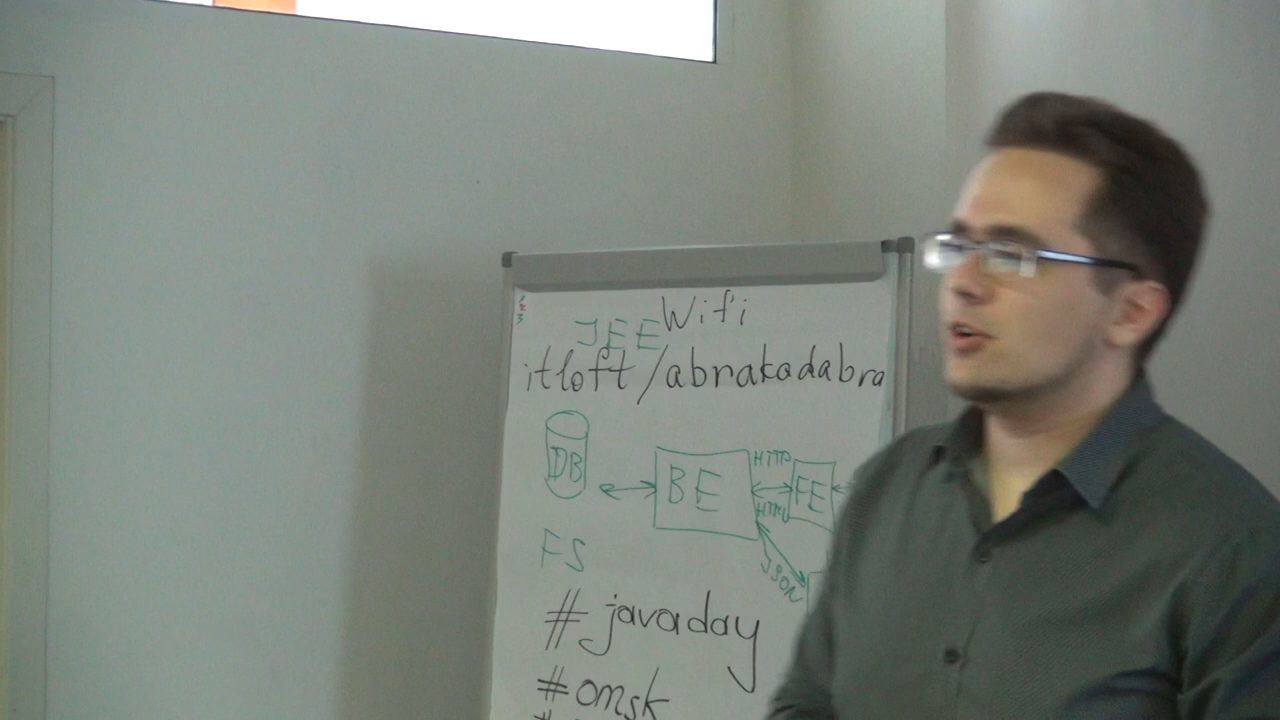 Wifi
JEE
itloft/abrakadabra
DB
BE
HTTP
FE
HTML
JSON
FS
#javaday
#omsk